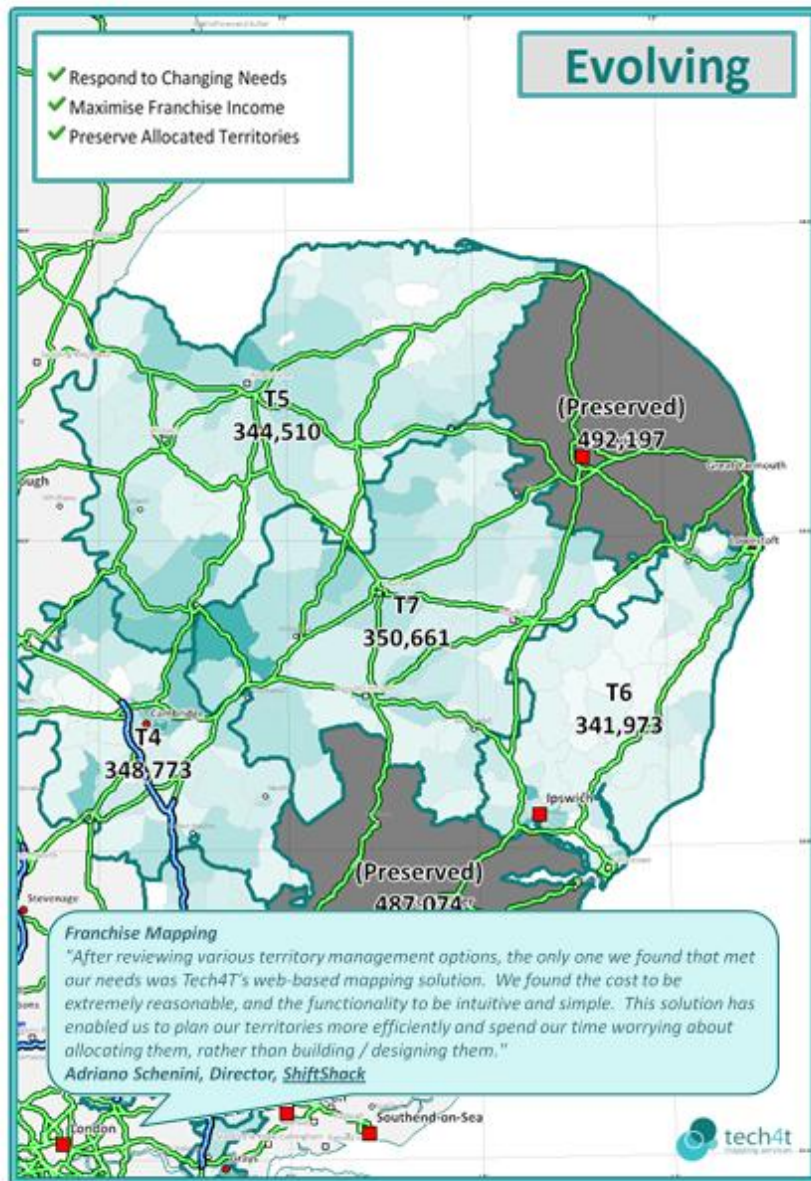 Respond to Changing Needs
Maximise Franchise Income
Preserve Allocated Territories
Evolving
T5
344,510
(Preserved)
492,197
Great Yarmouth
Lowestoft
T7
350,661
T6
341,973
Cambridge
T4
348,773
Ipswich
(Preserved)
487,074
Stevenage
Franchise Mapping
"After reviewing various territory management options, the only one we found that met
our needs was Tech4T's web-based mapping solution. We found the cost to be
extremely reasonable, and the functionality to be intuitive and simple. This solution has
enabled us to plan our territories more efficiently and spend our time worrying about
allocating them, rather than building / designing them."
Adriano Schenini, Director, ShiftShack
London
Southend-on-Sea
Grays
tech4t
mapping services